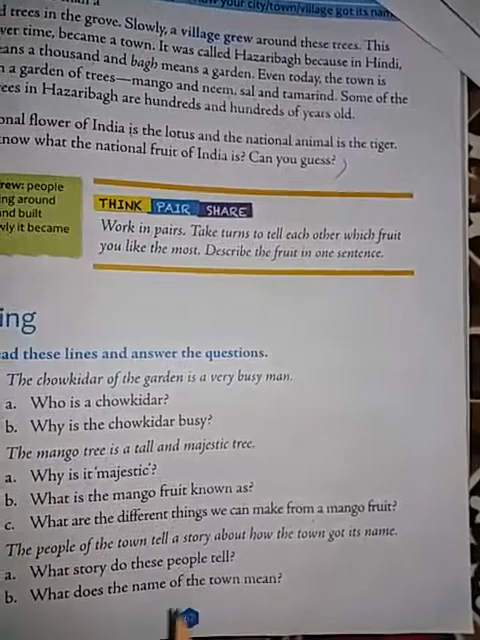 your city/town/village got its nam
d trees in the grove. Slowly, a village grew around these trees. This
ver time, became a town. It was called Hazaribagh because in Hindi,
ans a thousand and bagh means a garden. Even today, the town is
a garden of trees—mango and neem, sal and tamarind. Some of the
ees in Hazaribagh are hundreds and hundreds of years old.
onal flower of India is the lotus and the national animal is the tiger.
now what the national fruit of India is? Can you guess?
rew: people
ng around
nd built
wly it became
THINK PAIR SHARE
Work in pairs. Take turns to tell each other which fruit
you like the most. Describe the fruit in one sentence.
ing
ad these lines and answer the questions.
The chowkidar of the garden is a very busy man.
a. Who is a chowkidar?
b. Why is the chowkidar busy?
The mango tree is a tall and majestic tree.
a. Why is it 'majestic'?
b. What is the mango fruit known as?
c. What are the different things we can make from a mango fruit?
The people of the town tell a story about how the town got its name.
a. What story do these people tell?
b. What does the name of the town mean?